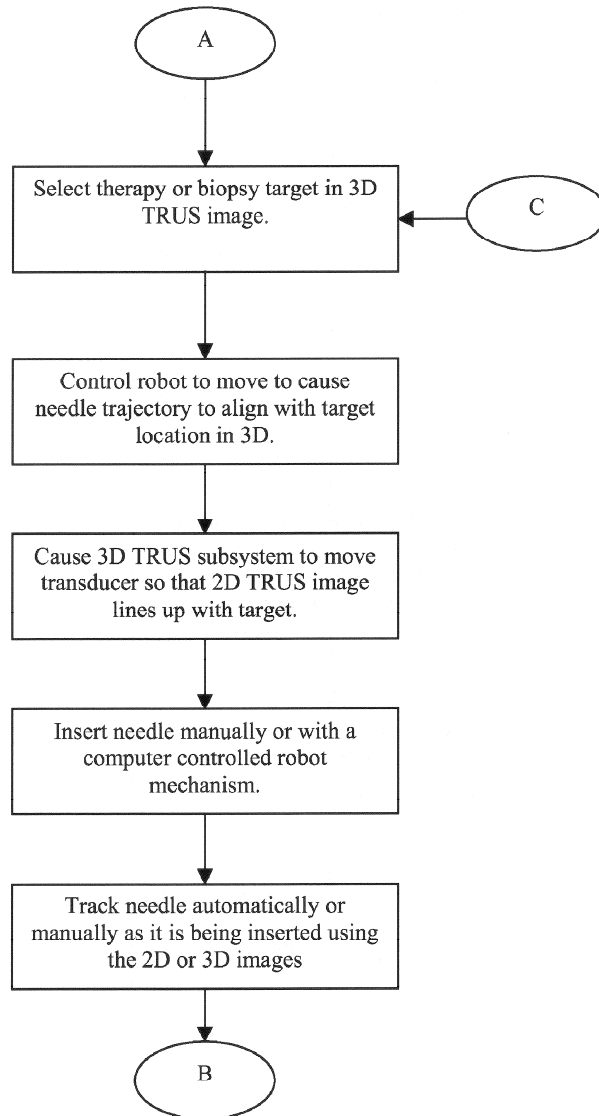 A
Select therapy or biopsy target in 3D
TRUS image.
C
Control robot to move to cause
needle trajectory to align with target
location in 3D.
Cause 3D TRUS subsystem to move
transducer so that 2D TRUS image
lines up with target.
Insert needle manually or with a
computer controlled robot
mechanism.
Track needle automatically or
manually as it is being inserted using
the 2D or 3D images
B